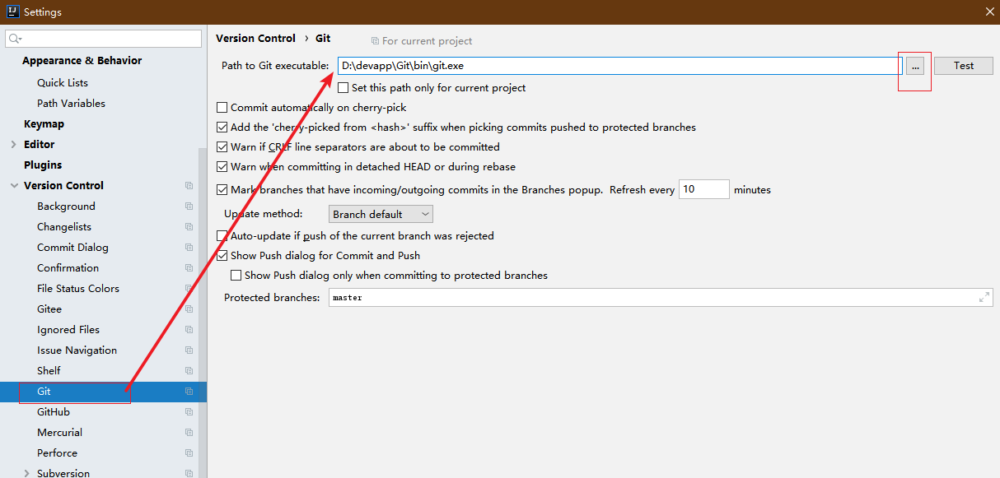 IJ Settings
Appearance & Behavior
Quick Lists
Path Variables
Keymap
Editor
Plugins
Version Control
Background
Changelists
Commit Dialog
Confirmation
File Status Colors
Gitee
Ignored Files
Issue Navigation
Shelf
Git
GitHub
Mercurial
Perforce
Subversion
Version Control › Git For current project
Path to Git executable: D:\devapp\Git\bin\git.exe ... Test
Set this path only for current project
Commit automatically on cherry-pick
Add the 'cherry-picked from <hash>' suffix when picking commits pushed to protected branches
Warn if CRLF line separators are about to be committed
Warn when committing in detached HEAD or during rebase
Mark branches that have incoming/outgoing commits in the Branches popup. Refresh every 10 minutes
Update method: Branch default
Auto-update if push of the current branch was rejected
Show Push dialog for Commit and Push
Show Push dialog only when committing to protected branches
Protected branches: master